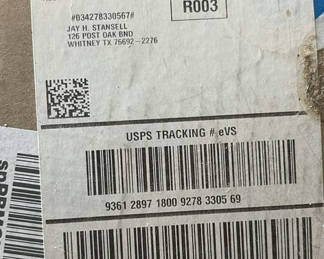 R003
#034278330567#
JAY H. STANSELL
126 POST OAK BND
WHITNEY TX 76692-2276
USPS TRACKING # eVS
9361 2897 1800 9278 3305 69